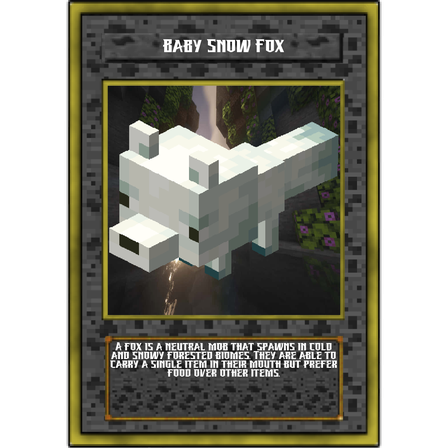 BABY SNOW FOX
A FOX IS A NEUTRAL MOB THAT SPAWNS IN COLD
AND SNOWY FORESTED BIOMES. THEY ARE ABLE TO
CARRY A SINGLE ITEM IN THEIR MOUTH BUT PREFER
FOOD OVER OTHER ITEMS.